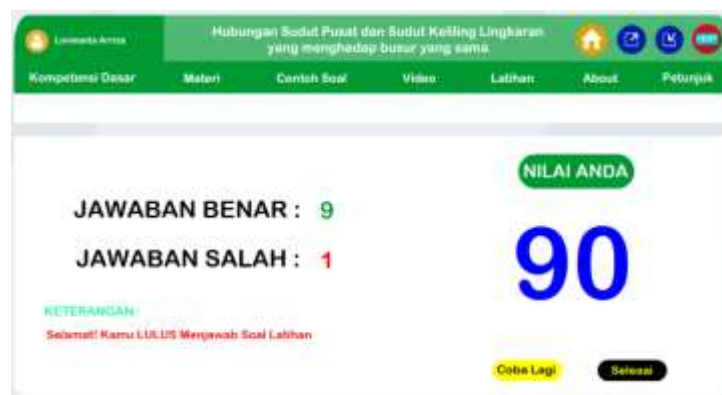 Hubungan Sudut Pusat dan Sudut Keliling Lingkaran
yang menghadap busur yang sama
Kompetensi Dasar Materi Contoh Soal Video Latihan About Petunjuk
NILAI ANDA
JAWABAN BENAR : 9
JAWABAN SALAH : 1
90
KETERANGAN :
Selamat! Kamu LULUS Menjawab Soal Latihan
Coba Lagi Selesai